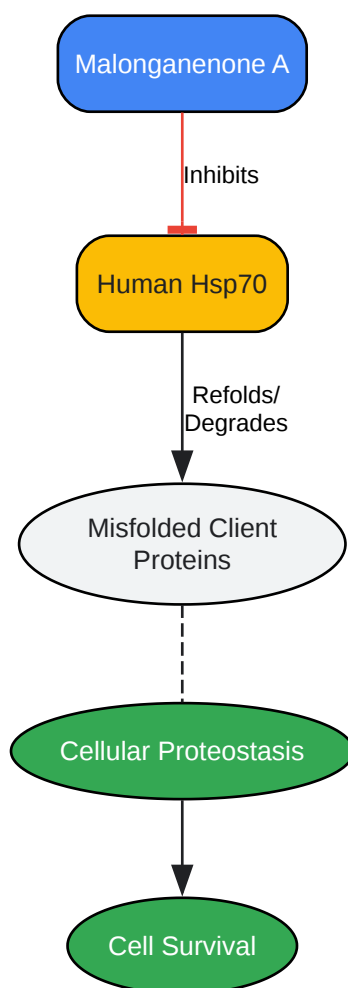 Malonganenone A
Inhibits
Human Hsp70
Refolds/
Degrades
Misfolded Client
Proteins
Cellular Proteostasis
Cell Survival